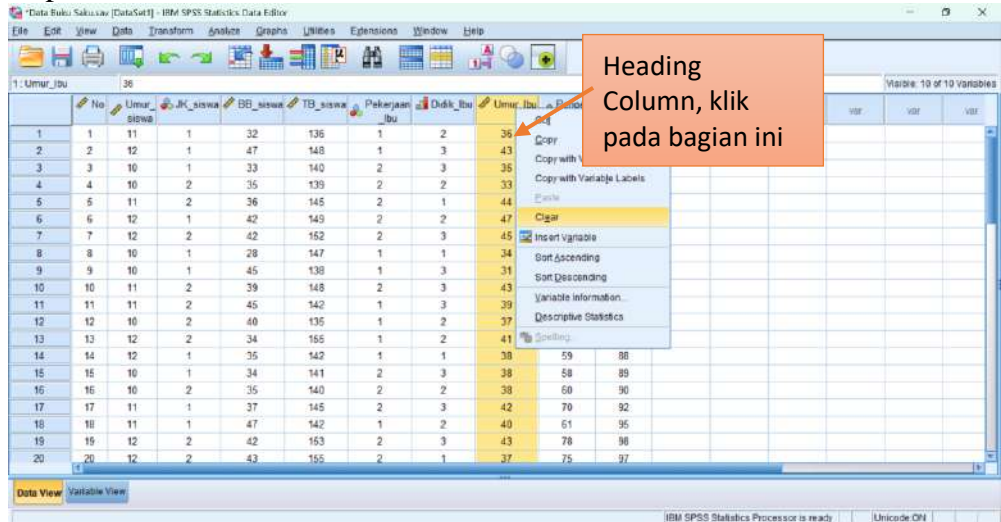 *Data Buku Saku.sav [DataSet1] - IBM SPSS Statistics Data Editor
File Edit View Data Transform Analyze Graphs Utilities Extensions Window Help
1 : Umur_Ibu 36 Visible: 10 of 10 Variables
No Umur_siswa JK_siswa BB_siswa TB_siswa Pekerjaan_Ibu Didik_Ibu Umur_Ibu var var var
1 1 11 1 32 136 1 2 36
2 2 12 1 47 148 1 3 43
3 3 10 1 33 140 2 3 35
4 4 10 2 35 139 2 2 33
5 5 11 2 36 145 2 1 44
6 6 12 1 42 149 2 2 47
7 7 12 2 42 152 2 3 45
8 8 10 1 28 147 1 1 34
9 9 10 1 45 138 1 3 31
10 10 11 2 39 148 2 3 43
11 11 11 2 45 142 1 3 39
12 12 10 2 40 135 1 2 37
13 13 12 2 34 155 1 2 41
14 14 12 1 35 142 1 1 38 59 88
15 15 10 1 34 141 2 3 38 58 89
16 16 10 2 35 140 2 2 38 60 90
17 17 11 1 37 145 2 3 42 70 92
18 18 11 1 47 142 1 2 40 61 95
19 19 12 2 42 153 2 3 43 78 98
20 20 12 2 43 155 2 1 37 75 97
Copy
Copy with
Copy with Variable Labels
Paste
Clear
Insert Variable
Sort Ascending
Sort Descending
Variable Information...
Descriptive Statistics
Spelling...
Heading
Column, klik
pada bagian ini
Data View Variable View
IBM SPSS Statistics Processor is ready Unicode:ON